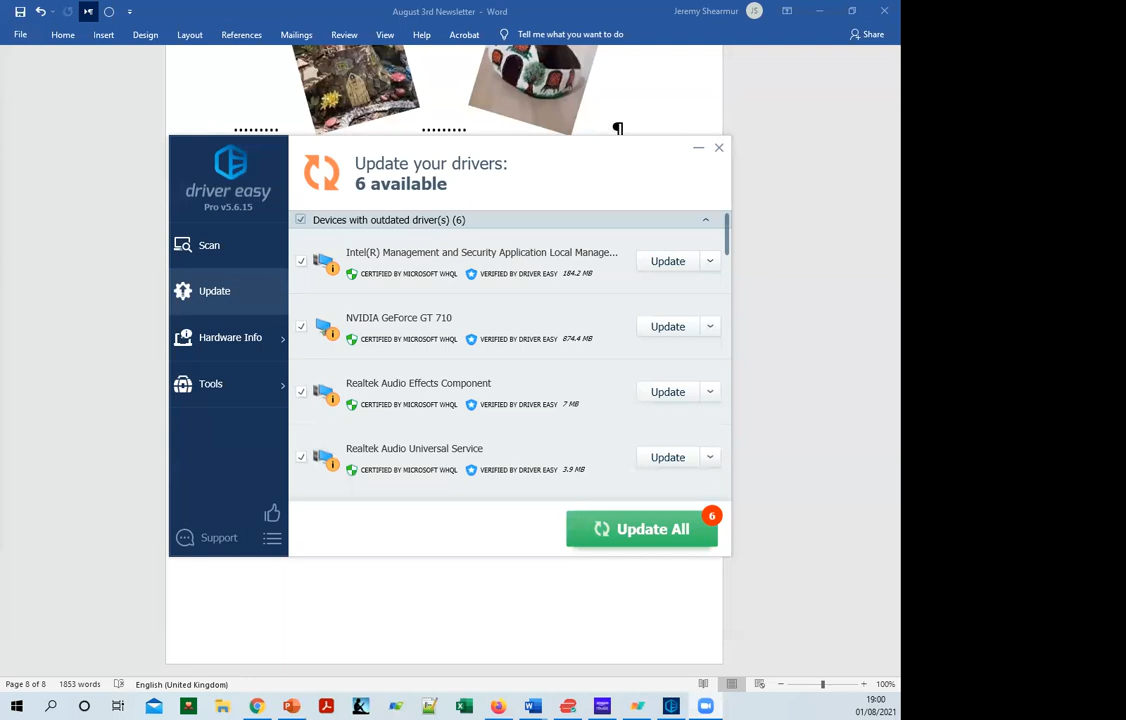 August 3rd Newsletter - Word
Jeremy Shearmur
JS
File Home Insert Design Layout References Mailings Review View Help Acrobat Tell me what you want to do Share
......... ......... ¶
driver easy
Pro v5.6.15
Scan
Update
Hardware Info
Tools
Support
Update your drivers:
6 available
Devices with outdated driver(s) (6)
Intel(R) Management and Security Application Local Manage...
CERTIFIED BY MICROSOFT WHQL VERIFIED BY DRIVER EASY 184.2 MB
Update
NVIDIA GeForce GT 710
CERTIFIED BY MICROSOFT WHQL VERIFIED BY DRIVER EASY 874.4 MB
Update
Realtek Audio Effects Component
CERTIFIED BY MICROSOFT WHQL VERIFIED BY DRIVER EASY 7 MB
Update
Realtek Audio Universal Service
CERTIFIED BY MICROSOFT WHQL VERIFIED BY DRIVER EASY 3.9 MB
Update
Update All
6
Page 8 of 8 1853 words English (United Kingdom) 100%
19:00
01/08/2021